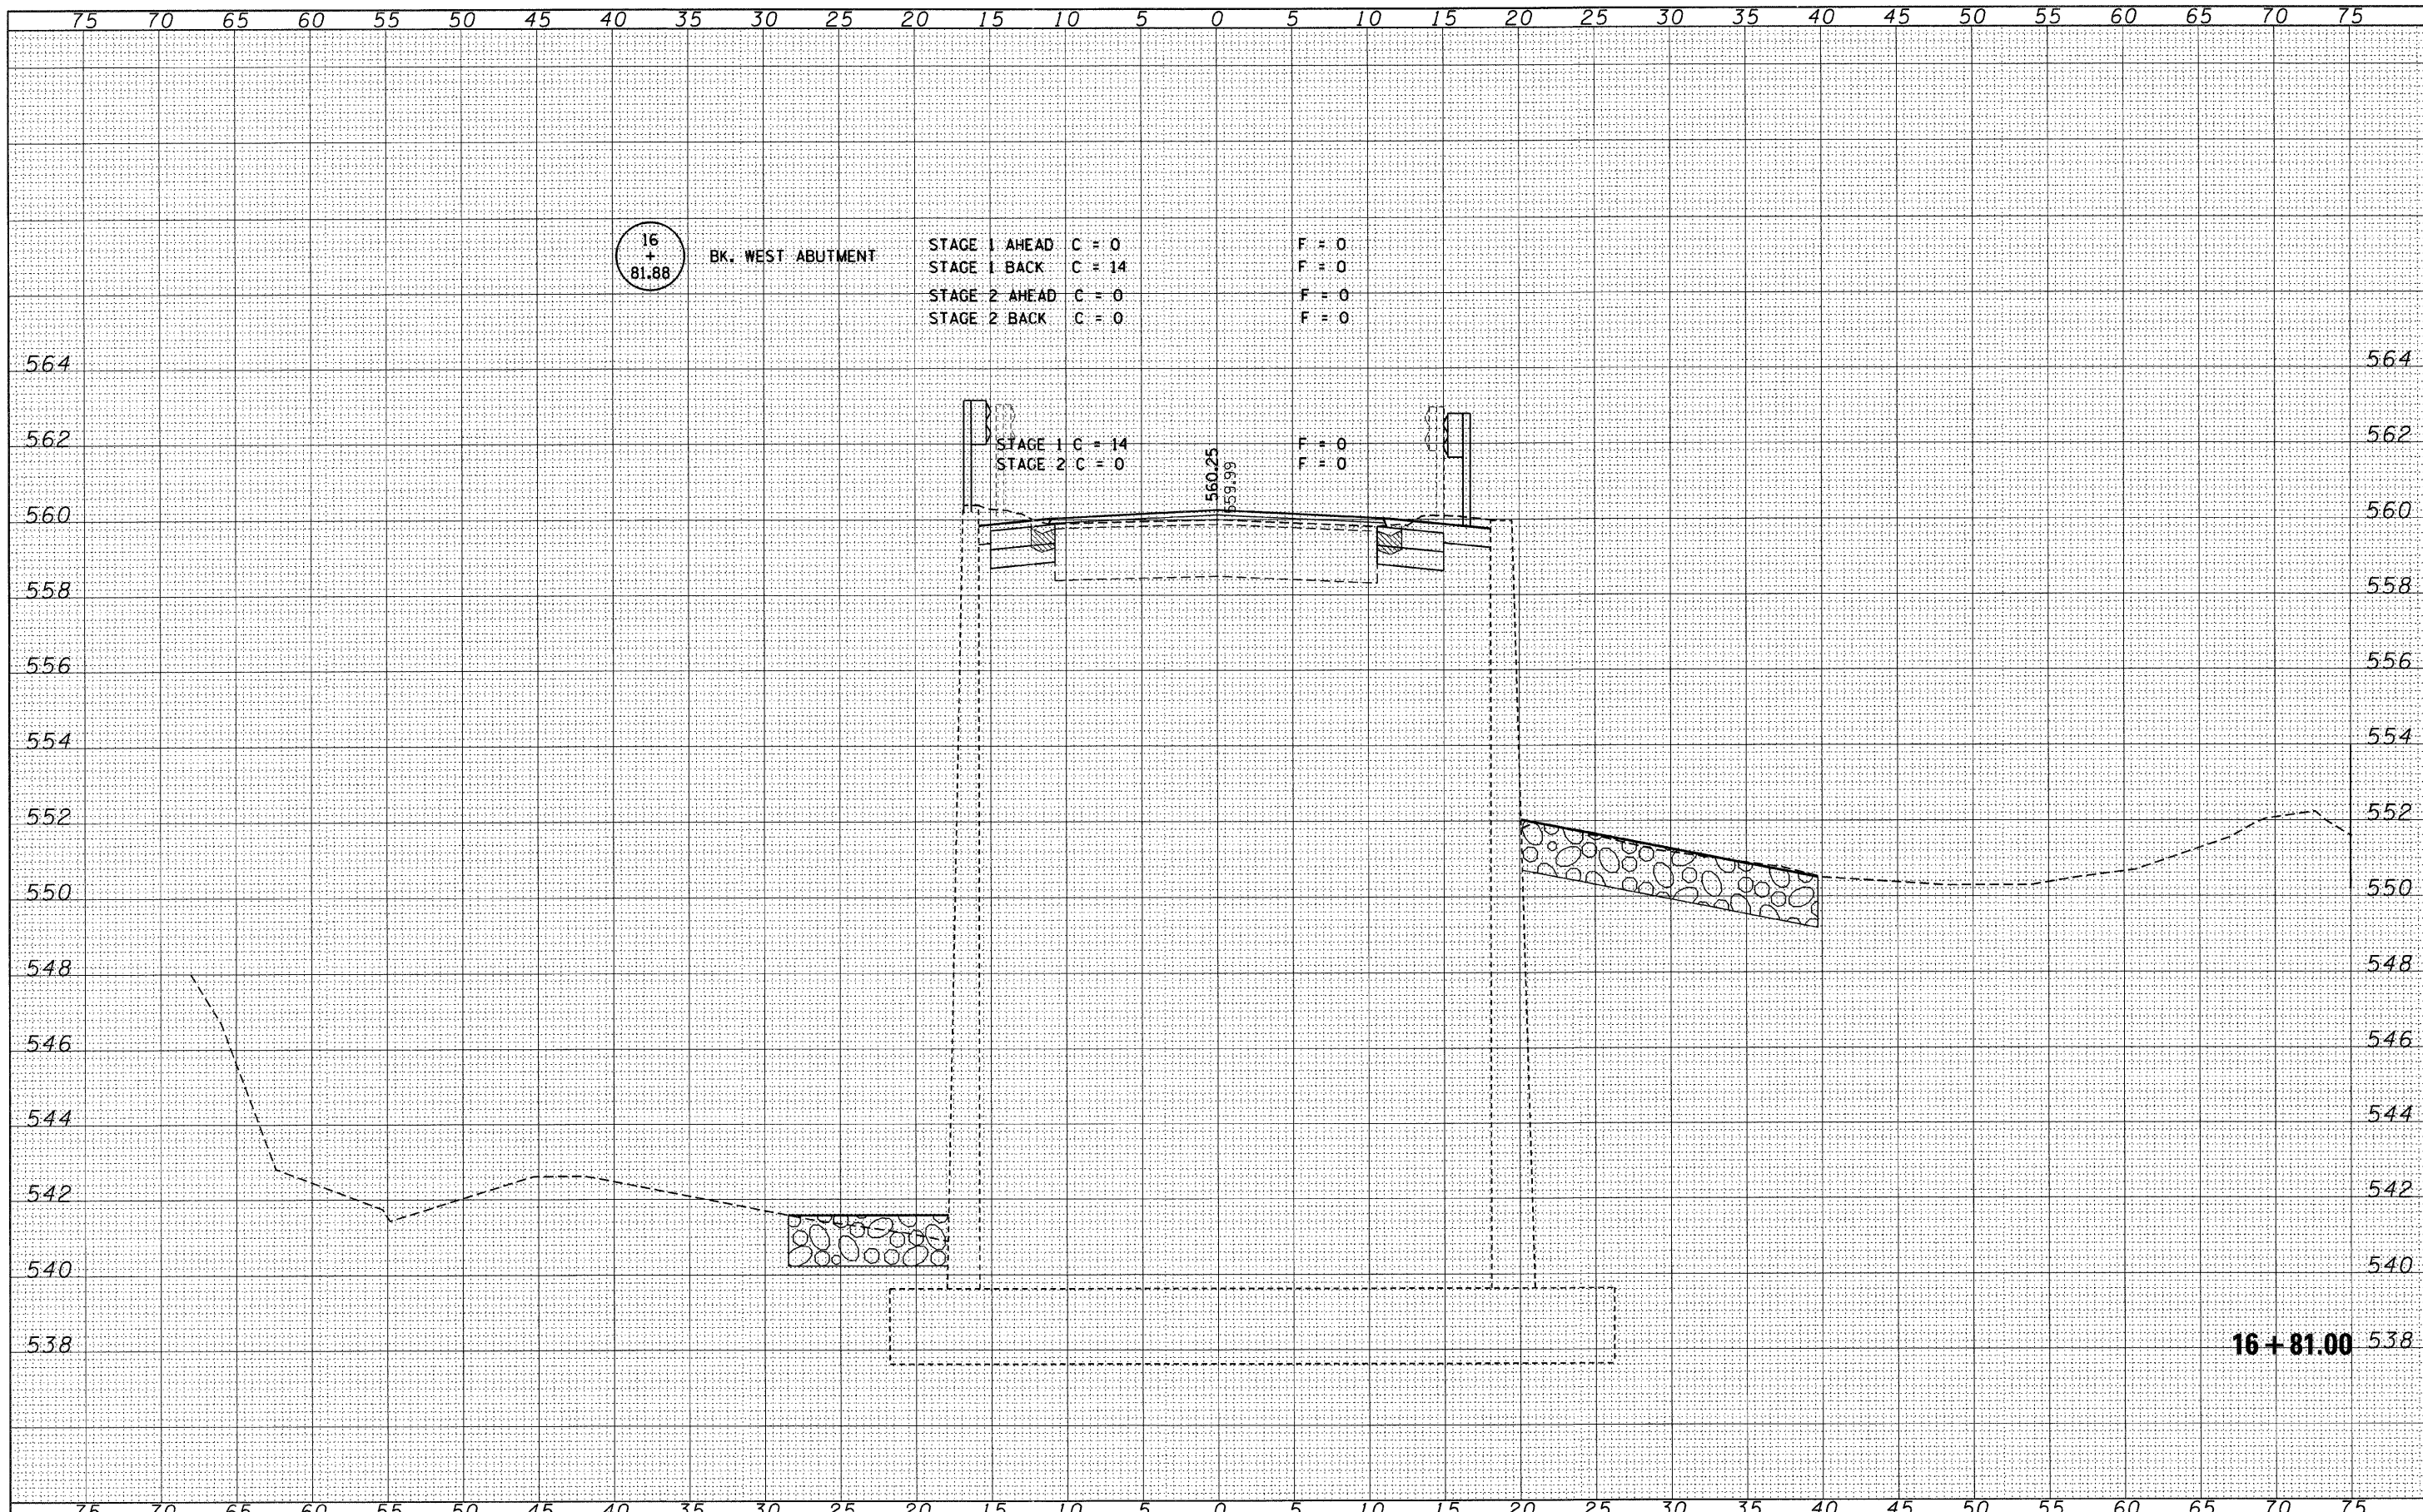 75 70 65 60 55 50 45 40 35 30 25 20 15 10 5 0 5 10 15 20 25 30 35 40 45 50 55 60 65 70 75
16
+
81.88
BK. WEST ABUTMENT
STAGE 1 AHEAD C = 0 F = 0
STAGE 1 BACK C = 14 F = 0
STAGE 2 AHEAD C = 0 F = 0
STAGE 2 BACK C = 0 F = 0
564 564
562 562
STAGE 1 C = 14 F = 0
STAGE 2 C = 0 F = 0
560.25
559.99
560 560
558 558
556 556
554 554
552 552
550 550
548 548
546 546
544 544
542 542
540 540
538 538
16 + 81.00
75 70 65 60 55 50 45 40 35 30 25 20 15 10 5 0 5 10 15 20 25 30 35 40 45 50 55 60 65 70 75